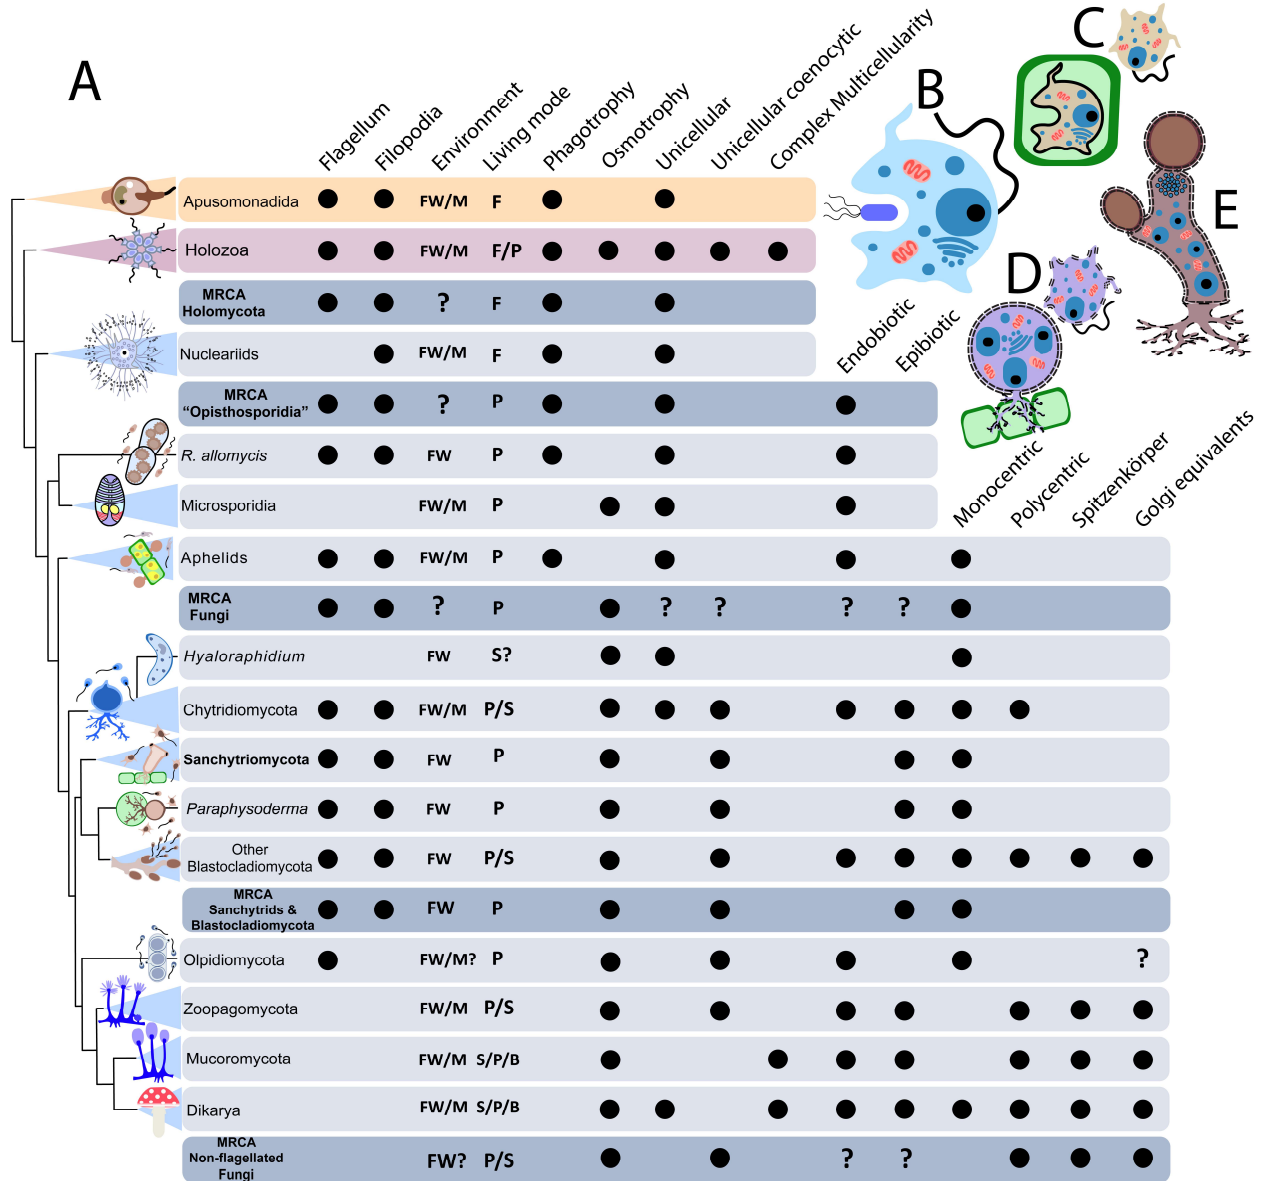 A
B
C
D
E
Flagellum
Filopodia
Environment
Living mode
Phagotrophy
Osmotrophy
Unicellular
Unicellular coenocytic
Complex Multicellularity
Endobiotic
Epibiotic
Monocentric
Polycentric
Spitzenkörper
Golgi equivalents
Apusomonadida FW/M F
Holozoa FW/M F/P
MRCA
Holomycota ? F
Nucleariids FW/M F
MRCA
“Opisthosporidia” ? P
R. allomycis FW P
Microsporidia FW/M P
Aphelids FW/M P
MRCA
Fungi ? P ? ? ? ?
Hyaloraphidium FW S?
Chytridiomycota FW/M P/S
Sanchytriomycota FW P
Paraphysoderma FW P
Other
Blastocladiomycota FW P/S
MRCA
Sanchytrids &
Blastocladiomycota FW P
Olpidiomycota FW/M? P ?
Zoopagomycota FW/M P/S
Mucoromycota FW/M S/P/B
Dikarya FW/M S/P/B
MRCA
Non-flagellated
Fungi FW? P/S ? ?